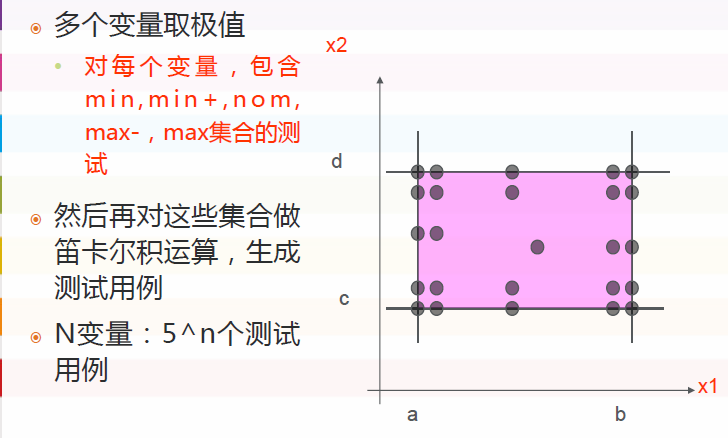 多个变量取极值
对每个变量，包含
min,min+,nom,
max-，max集合的测
试
然后再对这些集合做
笛卡尔积运算，生成
测试用例
N变量：5^n个测试
用例
x2
d
c
x1
a
b